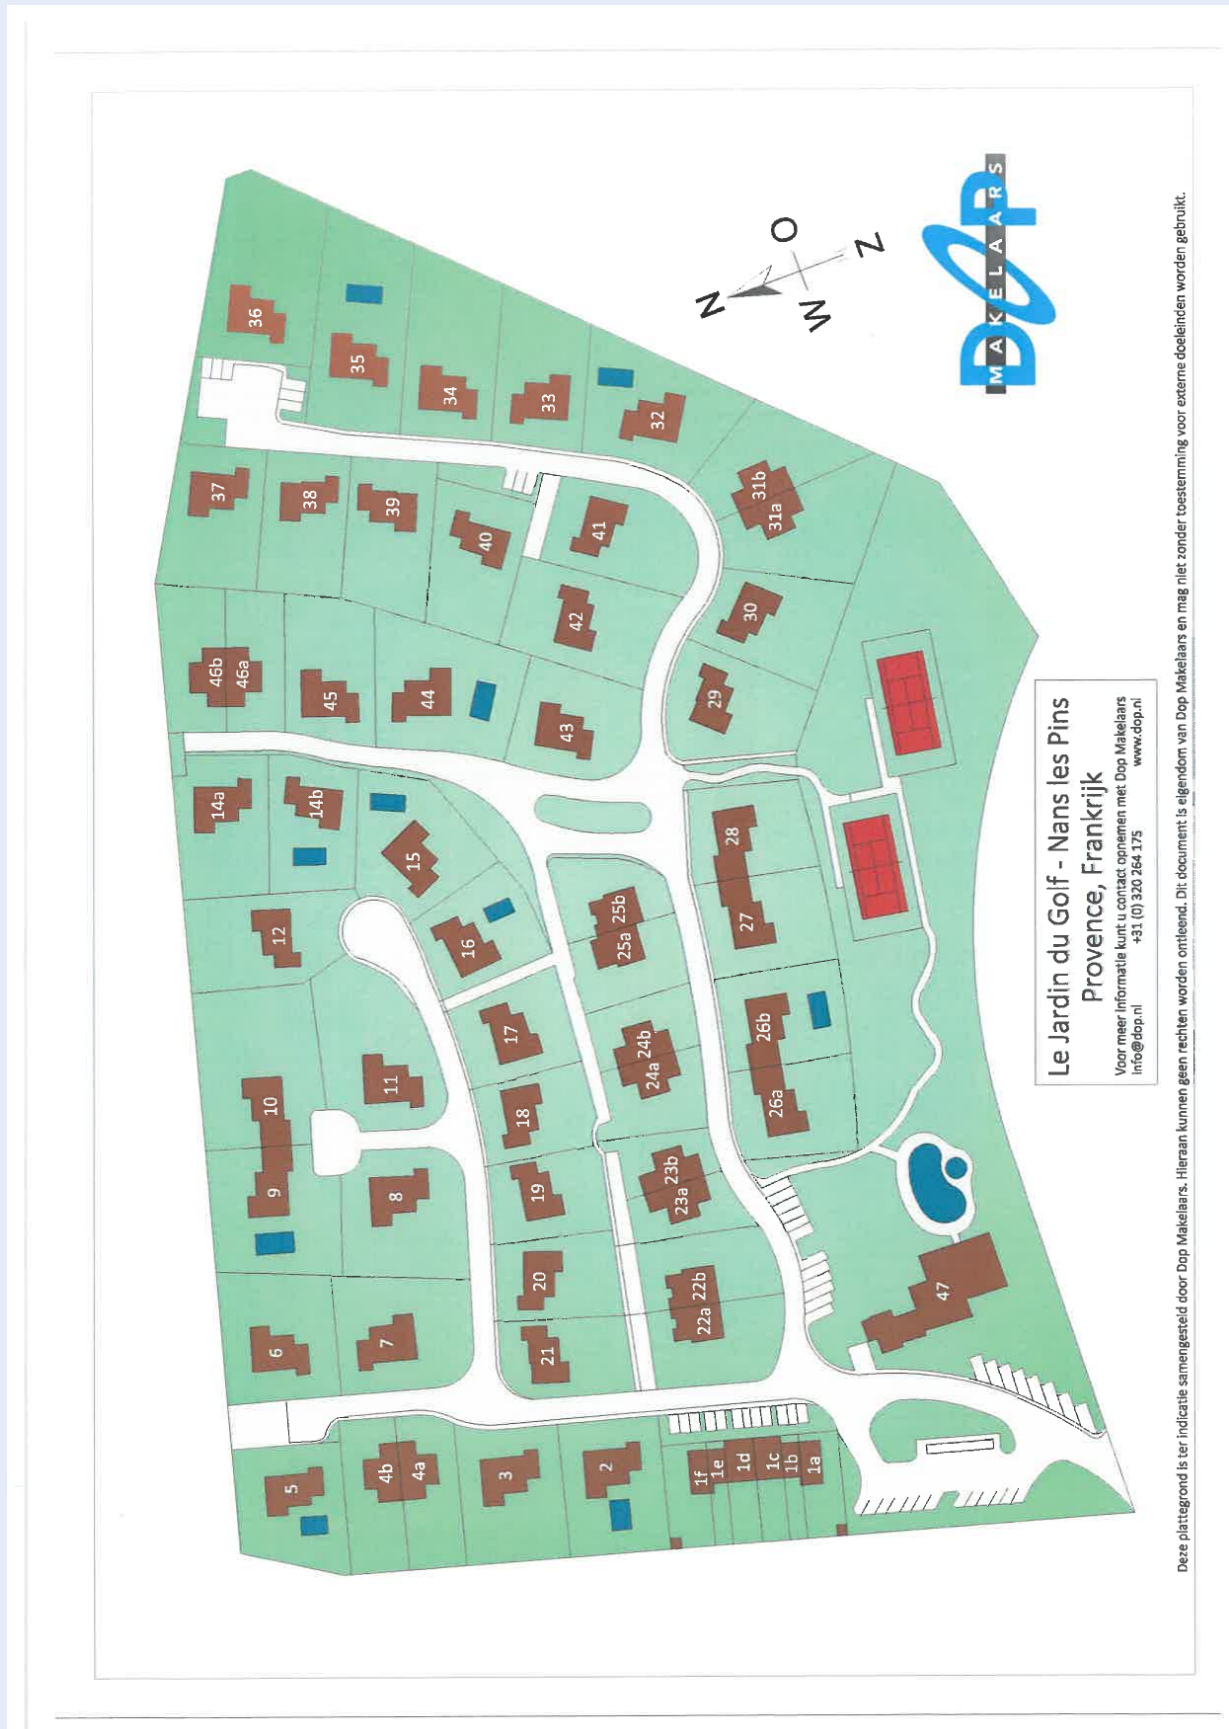 36
35
34
33
32
37
38
39
40
41
31b
31a
42
30
46b
46a
45
44
43
29
14a
14b
15
28
27
12
16
25b
25a
17
24b
24a
26b
26a
11
10
18
9
8
19
23b
23a
20
22b
22a
47
6
7
21
5
4b
4a
3
2
1f
1e
1d
1c
1b
1a
N
O
W
Z
DOP
MAKELAARS
Le Jardin du Golf - Nans les Pins
Provence, Frankrijk
Voor meer informatie kunt u contact opnemen met Dop Makelaars
info@dop.nl +31 (0) 320 264 175 www.dop.nl
Deze plattegrond is ter indicatie samengesteld door Dop Makelaars. Hieraan kunnen geen rechten worden ontleend. Dit document is eigendom van Dop Makelaars en mag niet zonder toestemming voor externe doeleinden worden gebruikt.